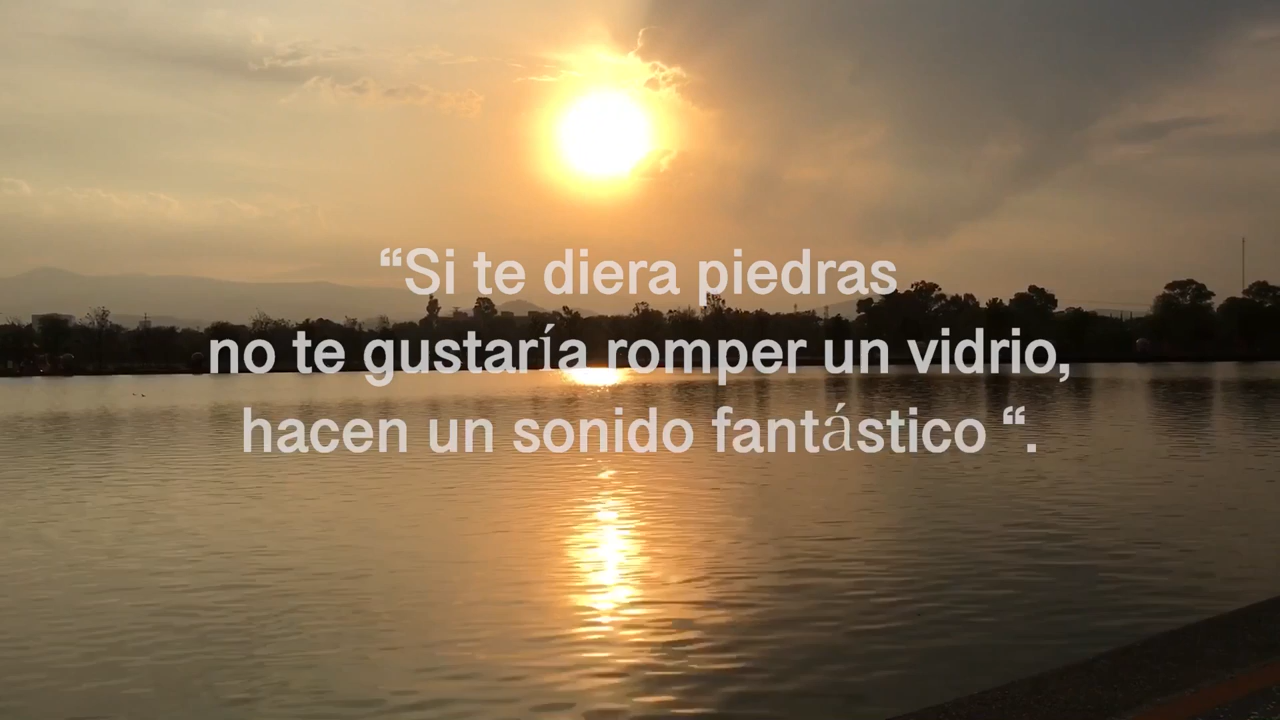 “Si te diera piedras
no te gustaría romper un vidrio,
hacen un sonido fantástico “.